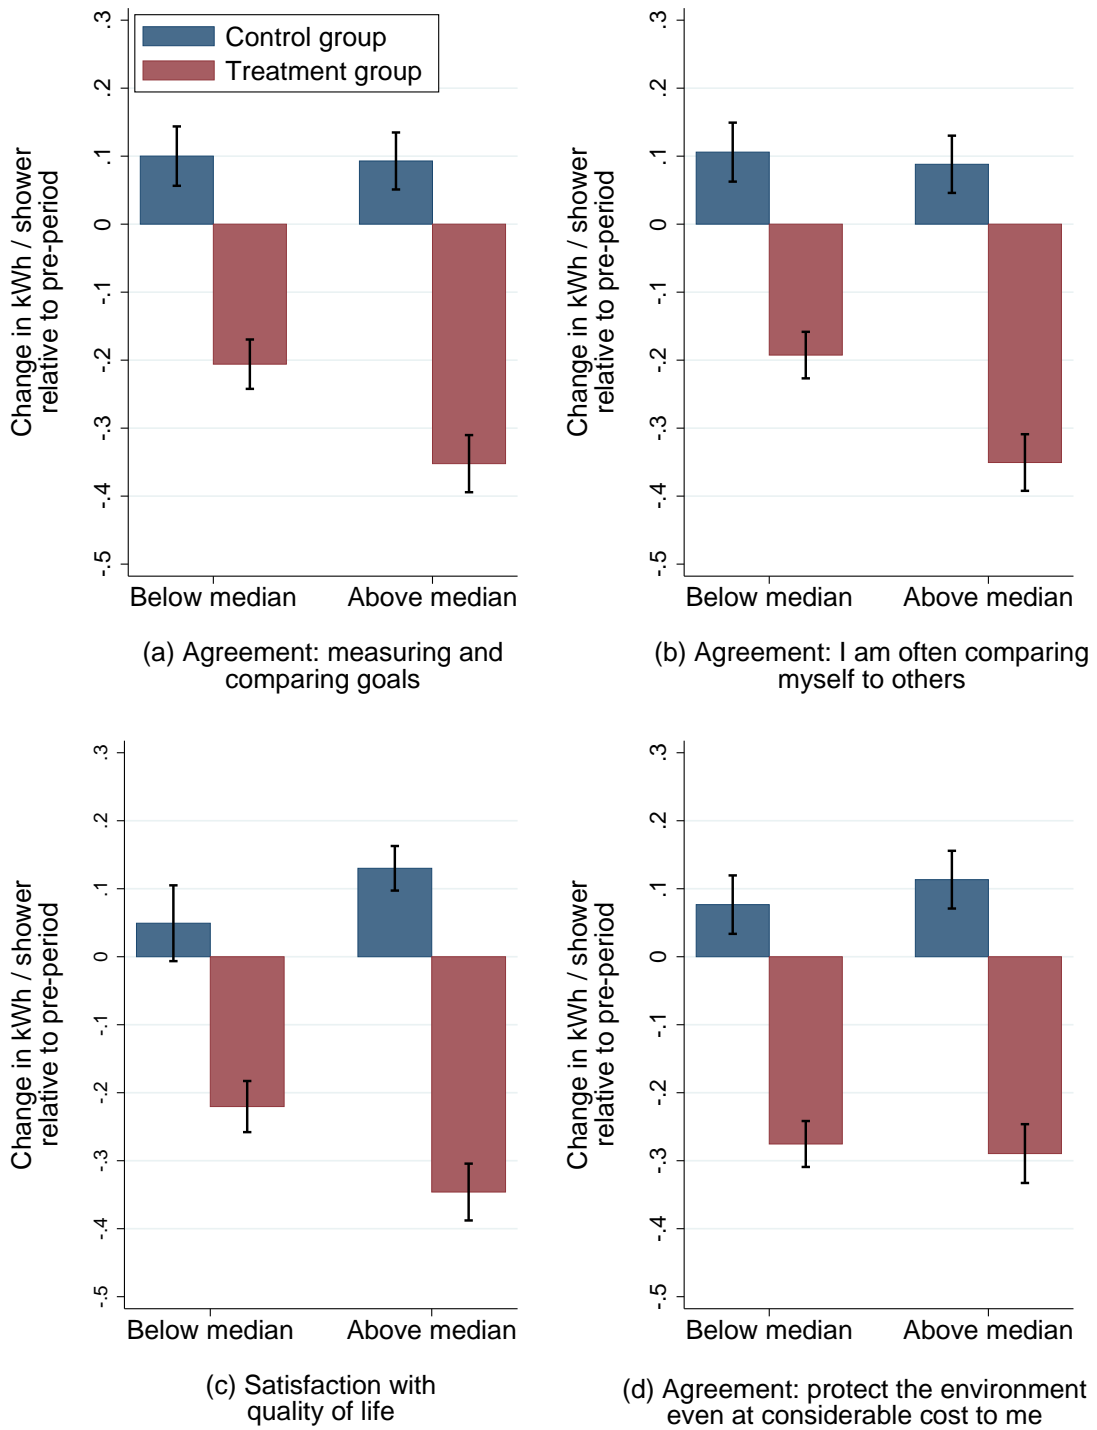 Control group
Treatment group
Change in kWh / shower
relative to pre-period
.3
.2
.1
0
-.1
-.2
-.3
-.4
-.5
Below median
Above median
(a) Agreement: measuring and
comparing goals
Change in kWh / shower
relative to pre-period
.3
.2
.1
0
-.1
-.2
-.3
-.4
-.5
Below median
Above median
(b) Agreement: I am often comparing
myself to others
Change in kWh / shower
relative to pre-period
.3
.2
.1
0
-.1
-.2
-.3
-.4
-.5
Below median
Above median
(c) Satisfaction with
quality of life
Change in kWh / shower
relative to pre-period
.3
.2
.1
0
-.1
-.2
-.3
-.4
-.5
Below median
Above median
(d) Agreement: protect the environment
even at considerable cost to me